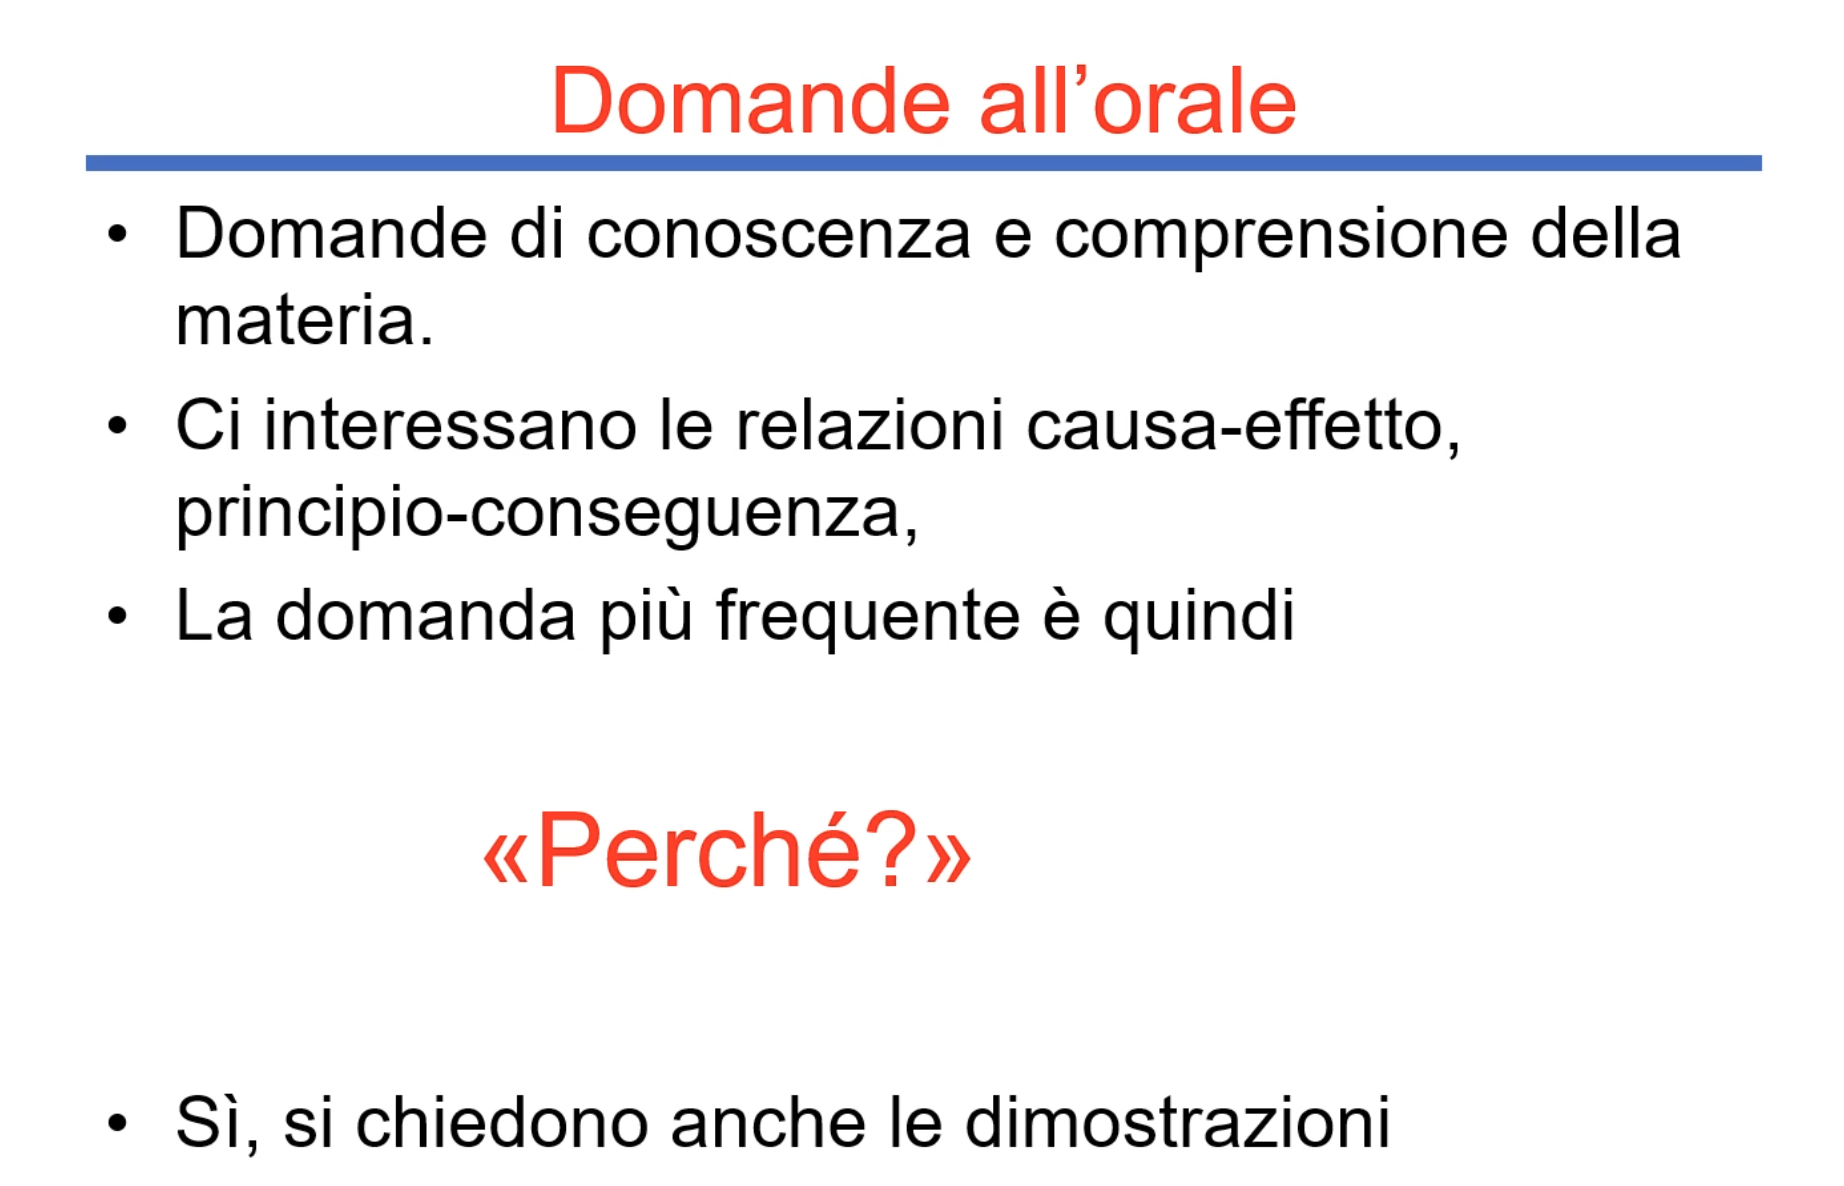 Domande all’orale
• Domande di conoscenza e comprensione della
materia.
• Ci interessano le relazioni causa-effetto,
principio-conseguenza,
• La domanda più frequente è quindi
«Perché?»
• Sì, si chiedono anche le dimostrazioni